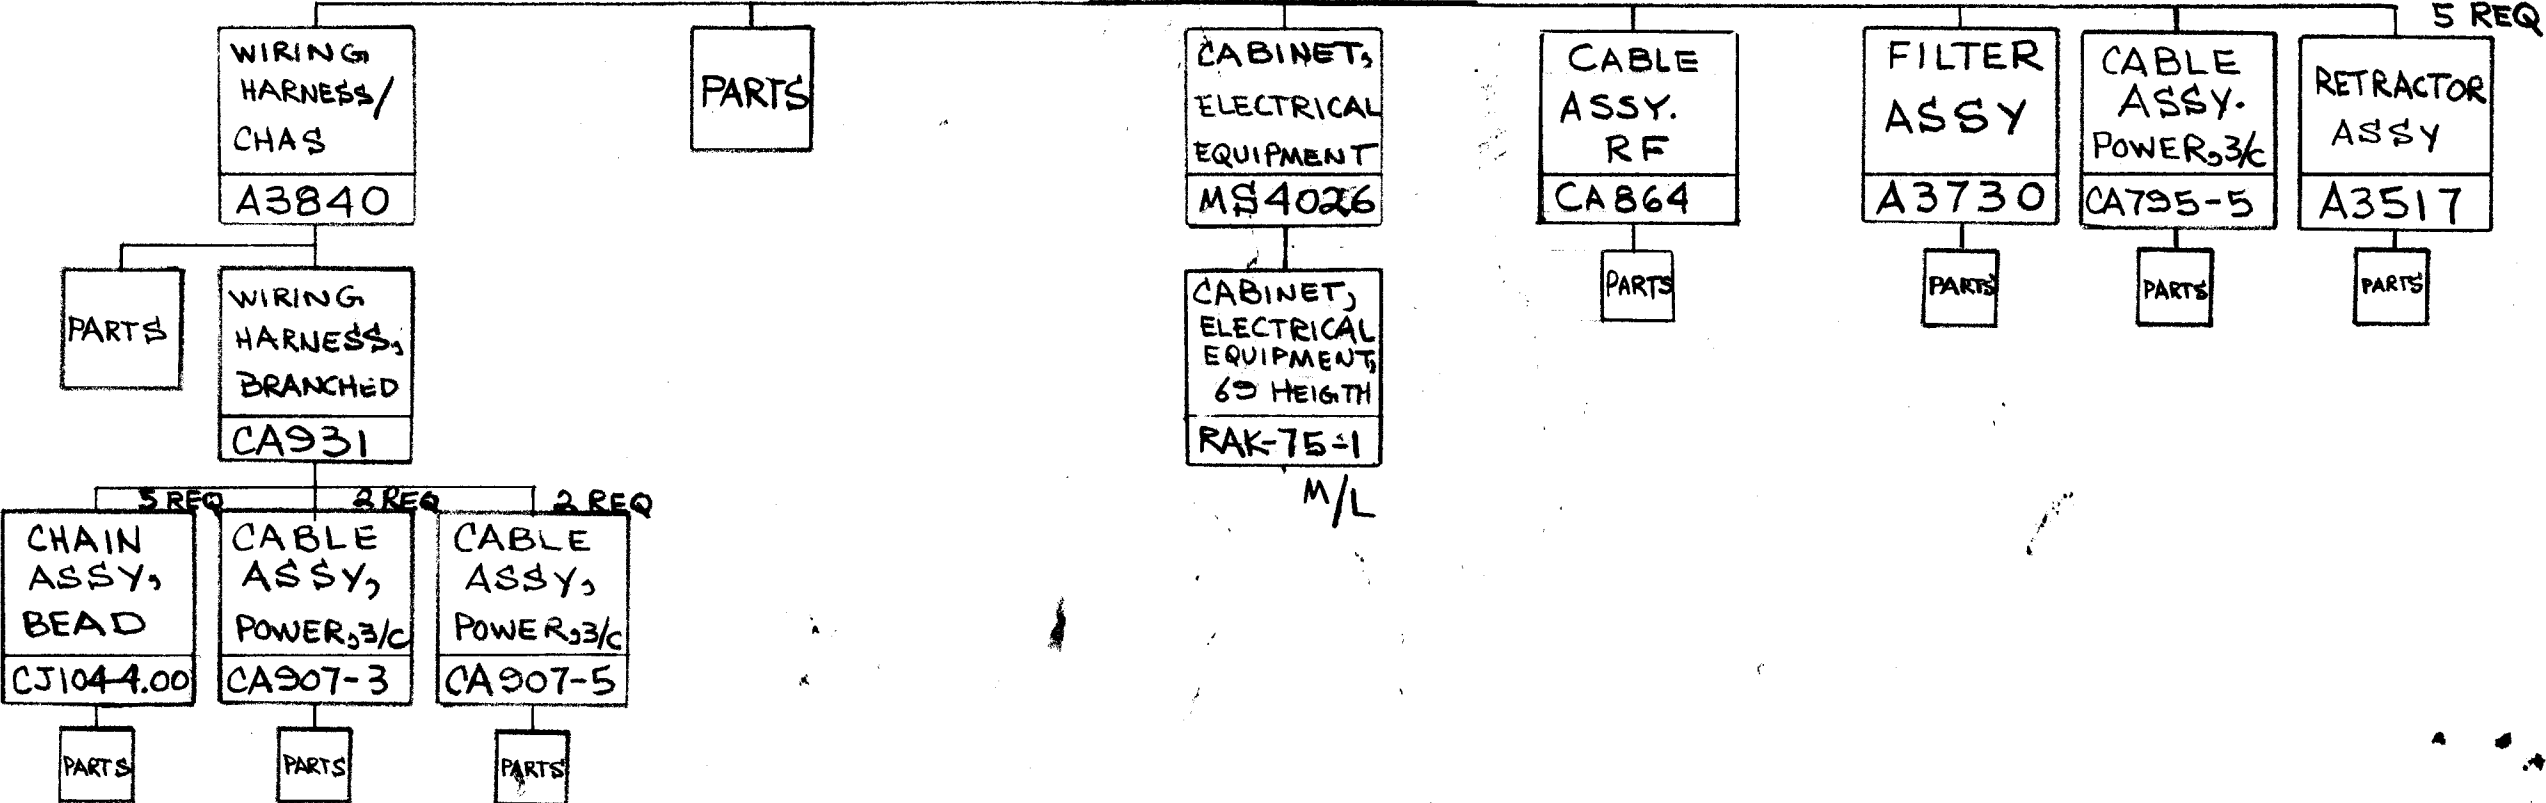 5 REQ
WIRING
HARNESS/
CHAS
A3840
PARTS
CABINET,
ELECTRICAL
EQUIPMENT
MS4026
CABLE
ASSY.
RF
CA864
FILTER
ASSY
A3730
CABLE
ASSY.
POWER,3/C
CA795-5
RETRACTOR
ASSY
A3517
PARTS
WIRING
HARNESS,
BRANCHED
CA931
CABINET,
ELECTRICAL
EQUIPMENT,
69 HEIGTH
RAK-75-1
M/L
PARTS
PARTS
PARTS
PARTS
5 REQ
CHAIN
ASSY,
BEAD
CJ104-4.00
2 REQ
CABLE
ASSY,
POWER,3/C
CA907-3
2 REQ
CABLE
ASSY,
POWER,3/C
CA907-5
PARTS
PARTS
PARTS